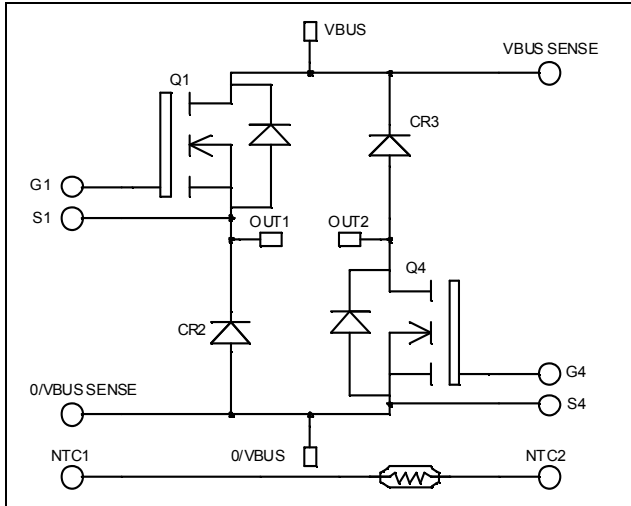 VBUS
VBUS SENSE
Q1
CR3
G1
S1
OUT1
OUT2
Q4
CR2
G4
0/VBUS SENSE
S4
NTC1
0/VBUS
NTC2